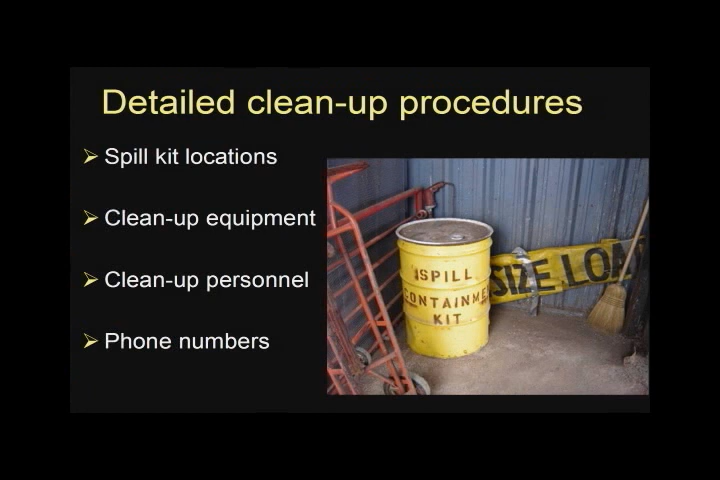 Detailed clean-up procedures
➢ Spill kit locations
➢ Clean-up equipment
➢ Clean-up personnel
➢ Phone numbers
SPILL
CONTAINME
KIT
SIZE LOA